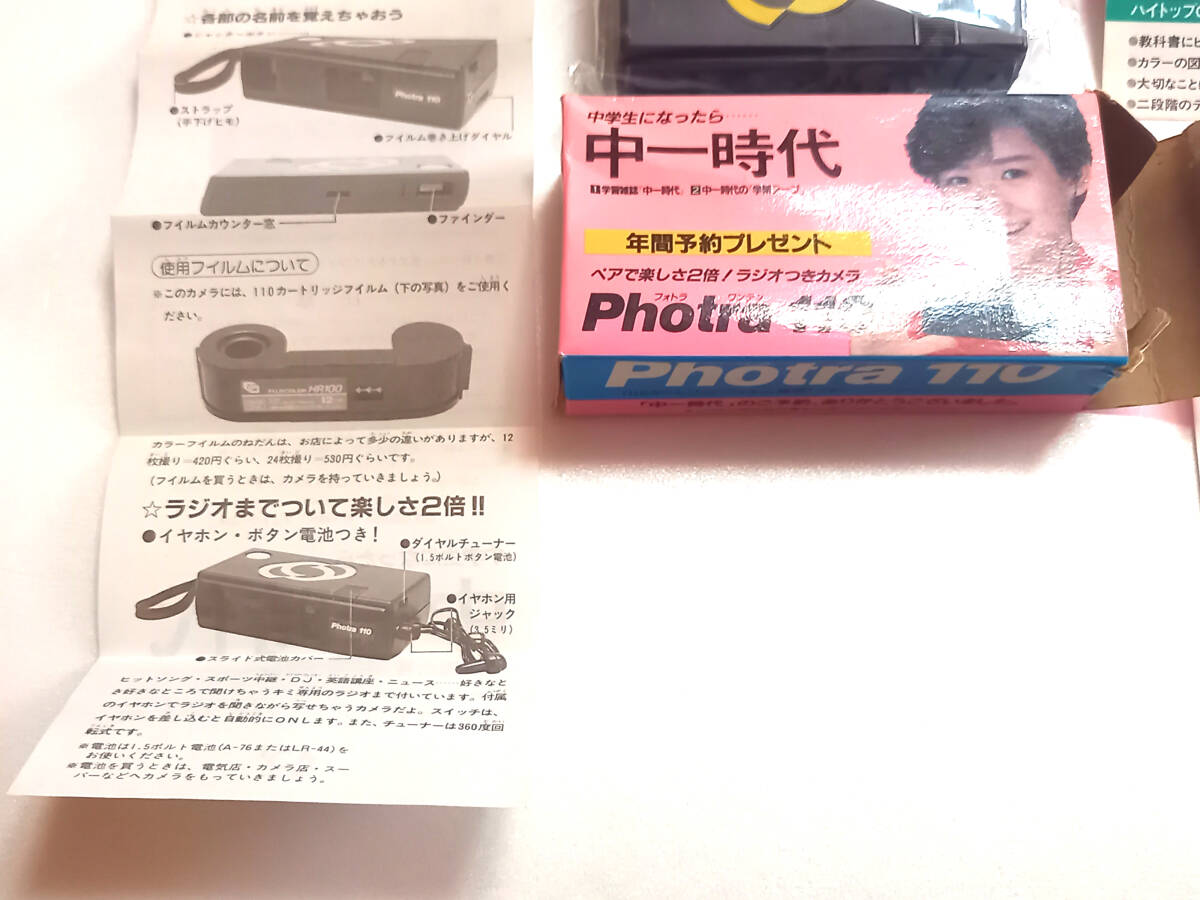 ☆各部の名前を覚えちゃおう
Photra 110
●ストラップ
(手下げヒモ)
●フイルム巻き上げダイヤル
●フイルムカウンター窓
●ファインダー
使用フイルムについて
※このカメラには、110カートリッジフイルム(下の写真)をご使用く
ださい。
FUJICOLOR HR100
12
カラーフイルムのねだんは、お店によって多少の違いがありますが、12
枚撮り=420円ぐらい、24枚撮り=530円ぐらいです。
(フイルムを買うときは、カメラを持っていきましょう。)
☆ラジオまでついて楽しさ2倍!!
●イヤホン・ボタン電池つき!
●ダイヤルチューナー
(1.5ボルトボタン電池)
●イヤホン用
ジャック
(3.5ミリ)
Photra 110
●スライド式電池カバー
ヒットソング・スポーツ中継・DJ・英語講座・ニュース……好きなと
き好きなところで聞けちゃうキミ専用のラジオまで付いています。付属
のイヤホンでラジオを聞きながら写せちゃうカメラだよ。スイッチは、
イヤホンを差し込むと自動的にONします。また、チューナーは360度回
転式です。
※電池は1.5ボルト電池(A-76またはLR-44)を
お使いください。
※電池を買うときは、電気店・カメラ店・スー
パーなどへカメラをもっていきましょう。
中学生になったら……
中一時代
1学習雑誌「中一時代」 2中一時代の「学習テープ」
年間予約プレゼント
ペアで楽しさ2倍!ラジオつきカメラ
フォトラ ワンテン
Photra 110
Photra 110
「中一時代」のご予約、ありがとうございました。
ハイトップの
●教科書にピ
●カラーの図
●大切なことに
●二段階のテ